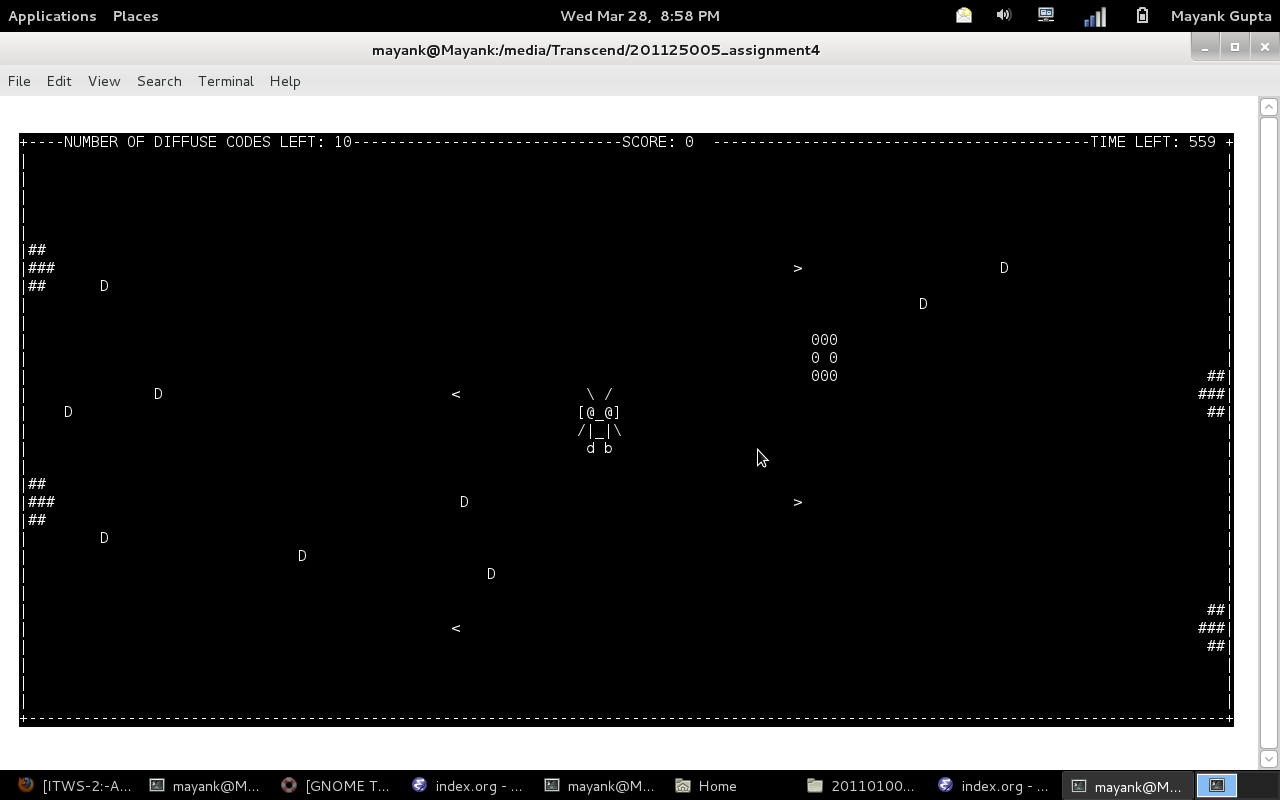 Applications Places Wed Mar 28, 8:58 PM Mayank Gupta
mayank@Mayank:/media/Transcend/201125005_assignment4
File Edit View Search Terminal Help
+----NUMBER OF DIFFUSE CODES LEFT: 10------------------------------SCORE: 0  ------------------------------------------TIME LEFT: 559 +
##
### > D
## D
D
000
0 0
000 ##
D < \ / ###
D [@_@] ##
/|_|\
d b
##
### D >
##
D
D
D
##
< ###
##
+--------------------------------------------------------------------------------------------------------------------------------------+
[ITWS-2:-A... mayank@M... [GNOME T... index.org - ... mayank@M... Home 20110100... index.org - ... mayank@M...